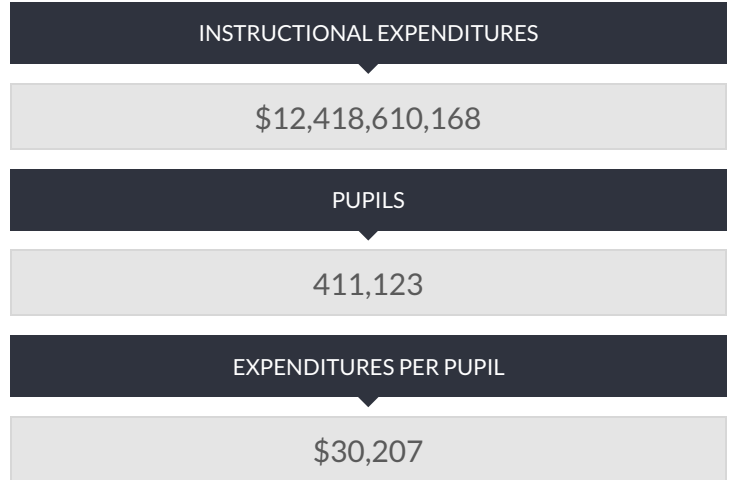 INSTRUCTIONAL EXPENDITURES
$12,418,610,168
PUPILS
411,123
EXPENDITURES PER PUPIL
$30,207